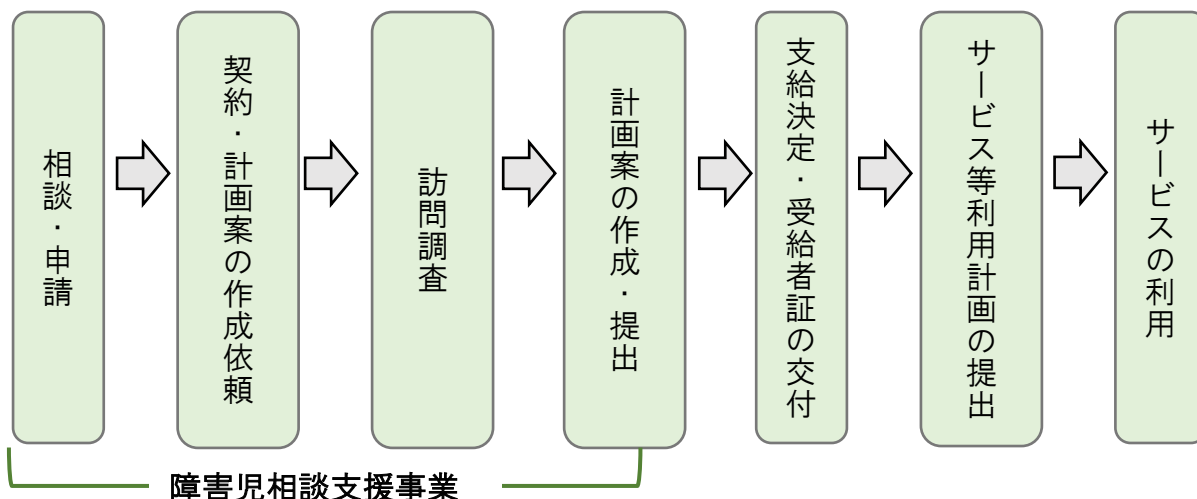 相談・申請
契約・計画案の作成依頼
訪問調査
計画案の作成・提出
支給決定・受給者証の交付
サービス等利用計画の提出
サービスの利用
障害児相談支援事業